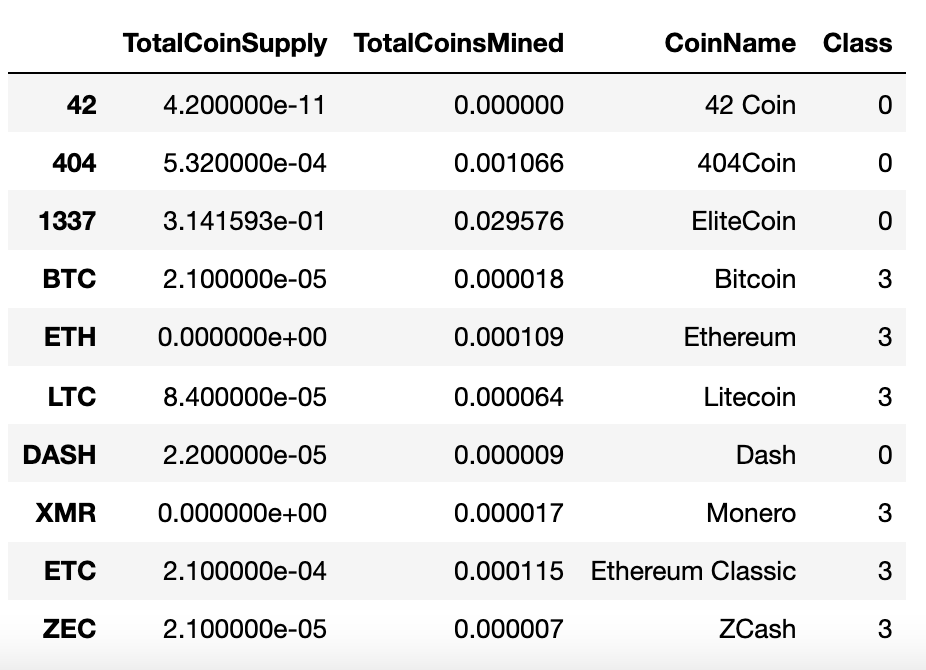 TotalCoinSupply TotalCoinsMined CoinName Class
42 4.200000e-11 0.000000 42 Coin 0
404 5.320000e-04 0.001066 404Coin 0
1337 3.141593e-01 0.029576 EliteCoin 0
BTC 2.100000e-05 0.000018 Bitcoin 3
ETH 0.000000e+00 0.000109 Ethereum 3
LTC 8.400000e-05 0.000064 Litecoin 3
DASH 2.200000e-05 0.000009 Dash 0
XMR 0.000000e+00 0.000017 Monero 3
ETC 2.100000e-04 0.000115 Ethereum Classic 3
ZEC 2.100000e-05 0.000007 ZCash 3